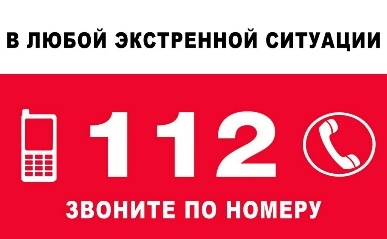 В ЛЮБОЙ ЭКСТРЕННОЙ СИТУАЦИИ
112
ЗВОНИТЕ ПО НОМЕРУ